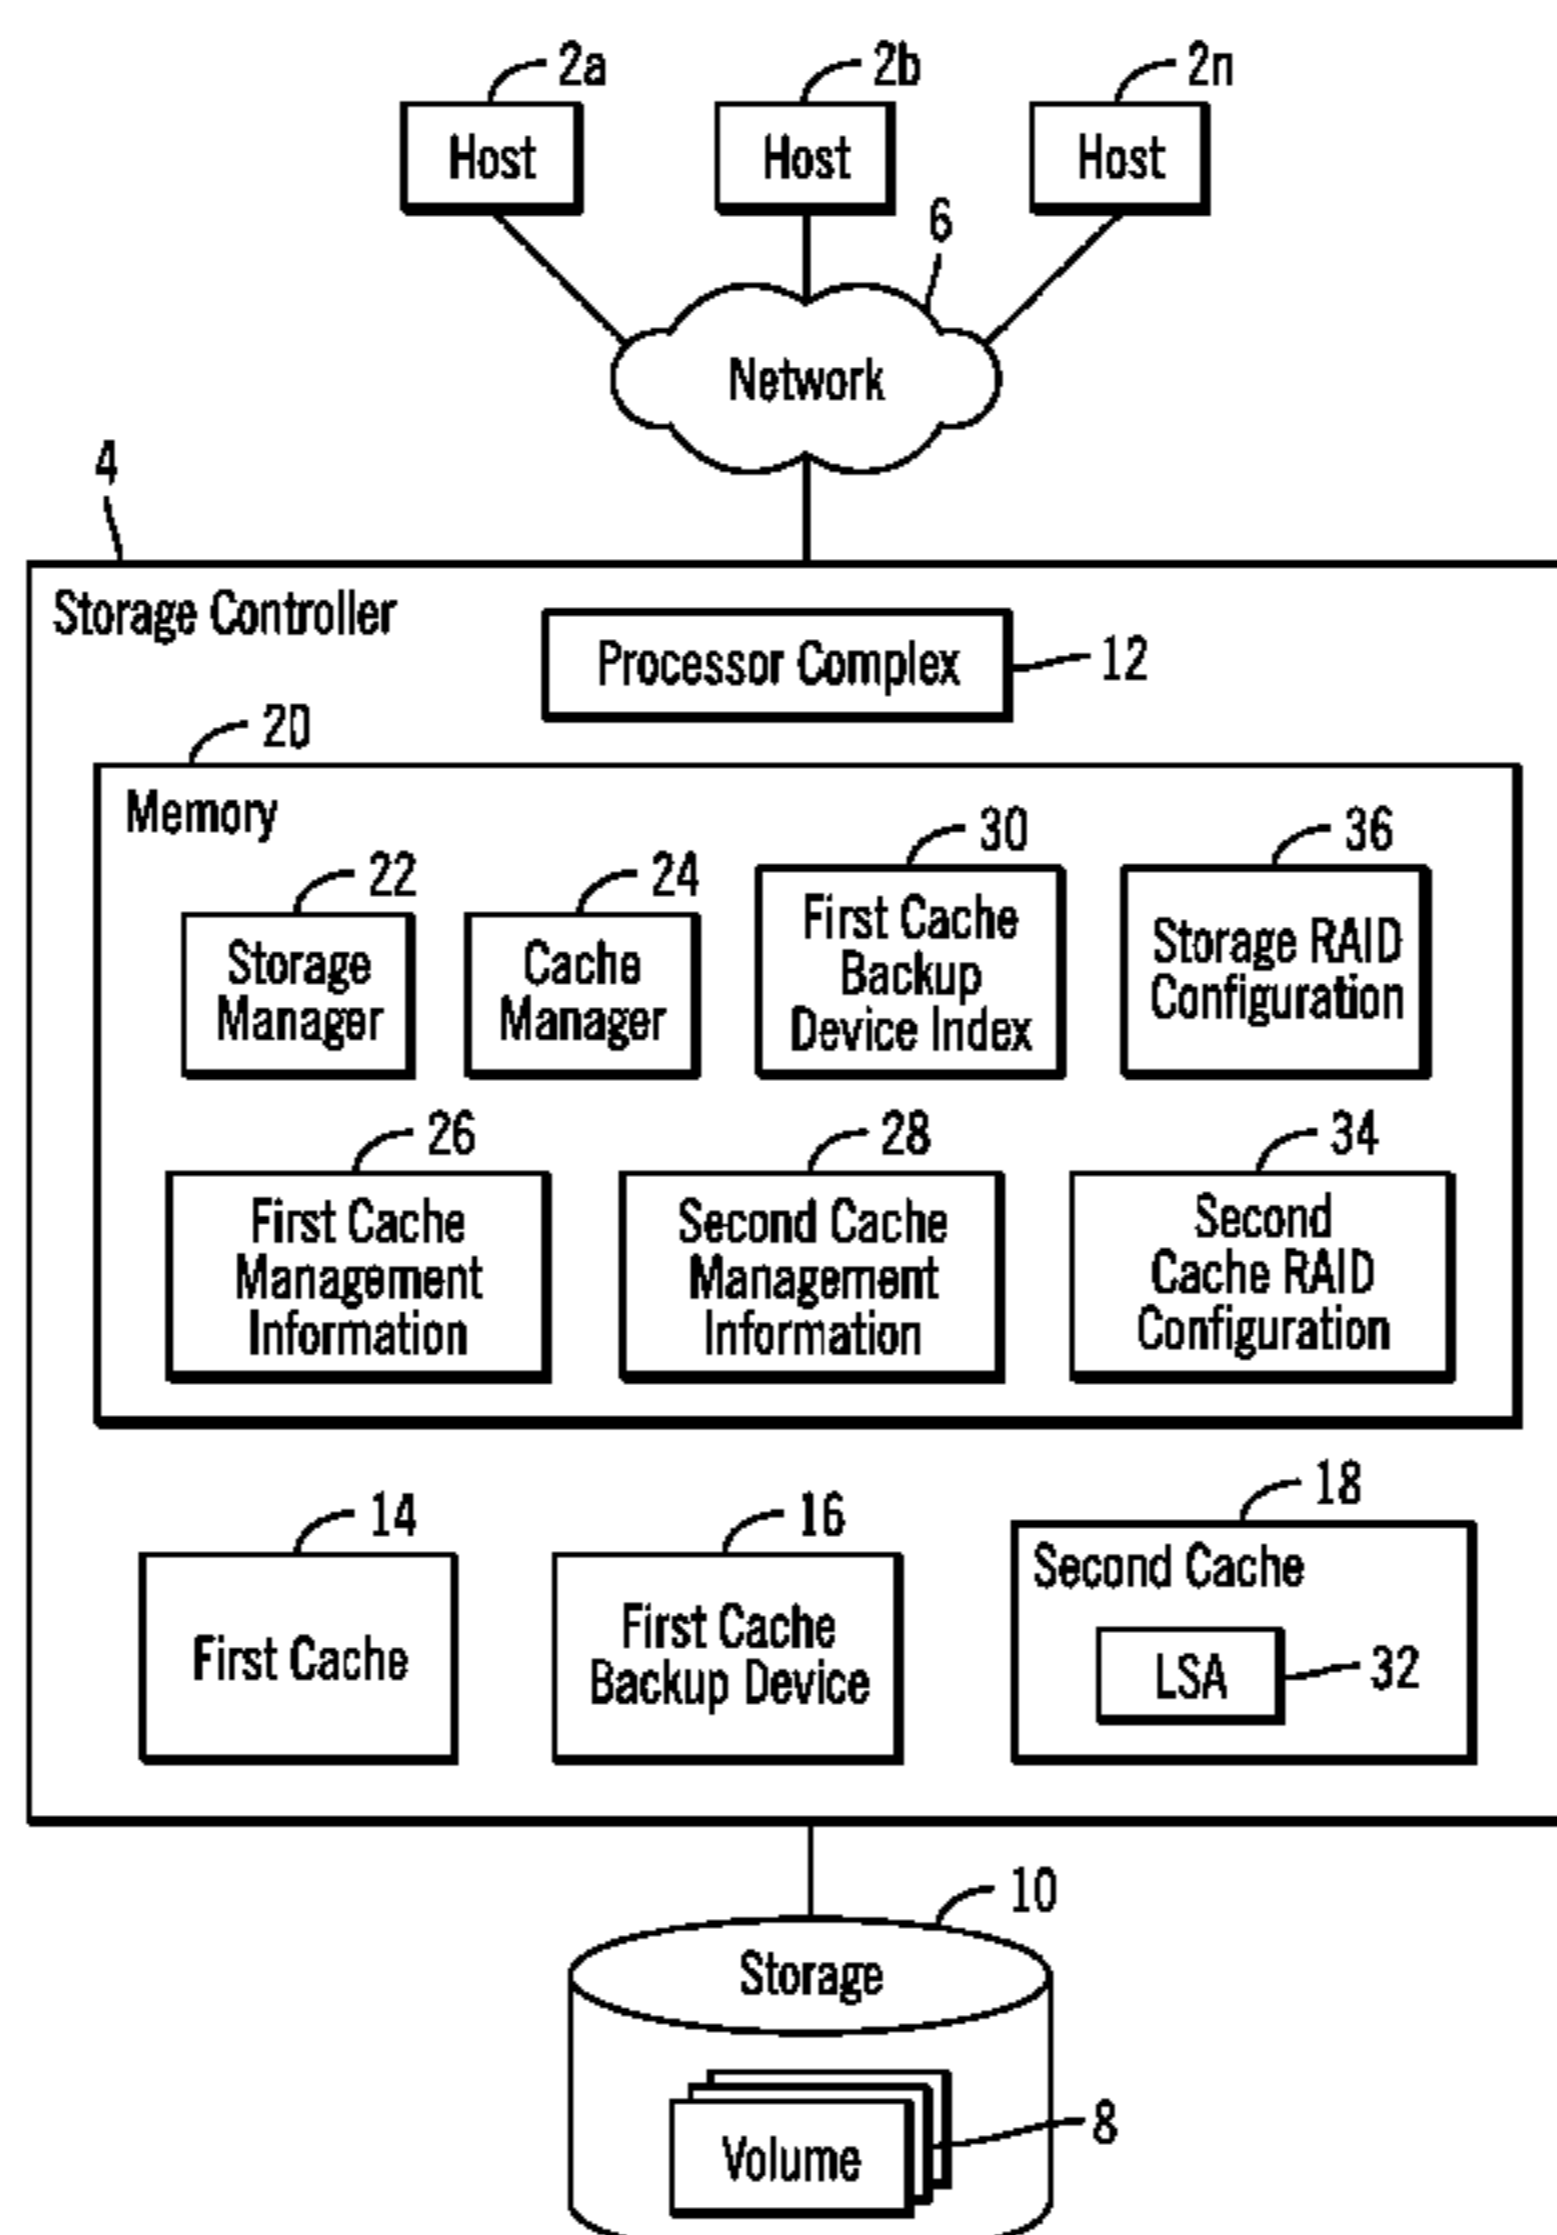 2a
2b
2n
Host
Host
Host
6
Network
4
Storage Controller
Processor Complex
12
20
Memory
22
Storage
Manager
24
Cache
Manager
30
First Cache
Backup
Device Index
36
Storage RAID
Configuration
26
First Cache
Management
Information
28
Second Cache
Management
Information
34
Second
Cache RAID
Configuration
14
First Cache
16
First Cache
Backup Device
18
Second Cache
LSA
32
10
Storage
Volume
8